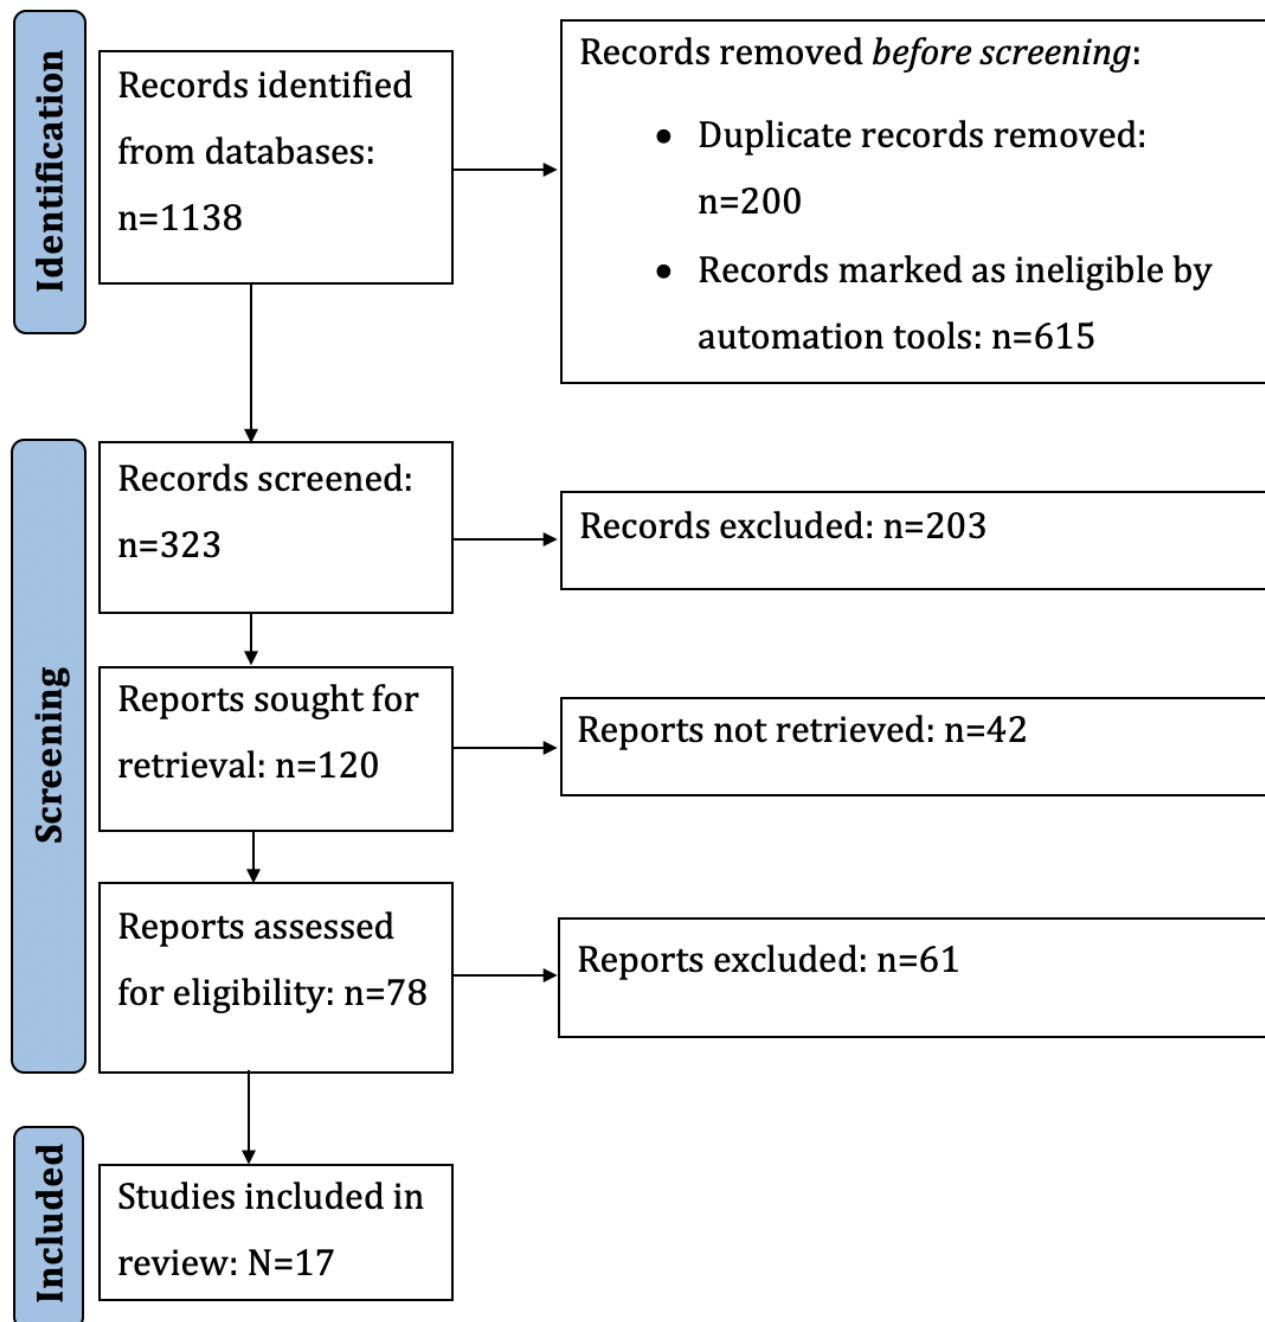 Identification
Records identified
from databases:
n=1138
Records removed before screening:
• Duplicate records removed:
n=200
• Records marked as ineligible by
automation tools: n=615
Screening
Records screened:
n=323
Records excluded: n=203
Reports sought for
retrieval: n=120
Reports not retrieved: n=42
Reports assessed
for eligibility: n=78
Reports excluded: n=61
Included
Studies included in
review: N=17